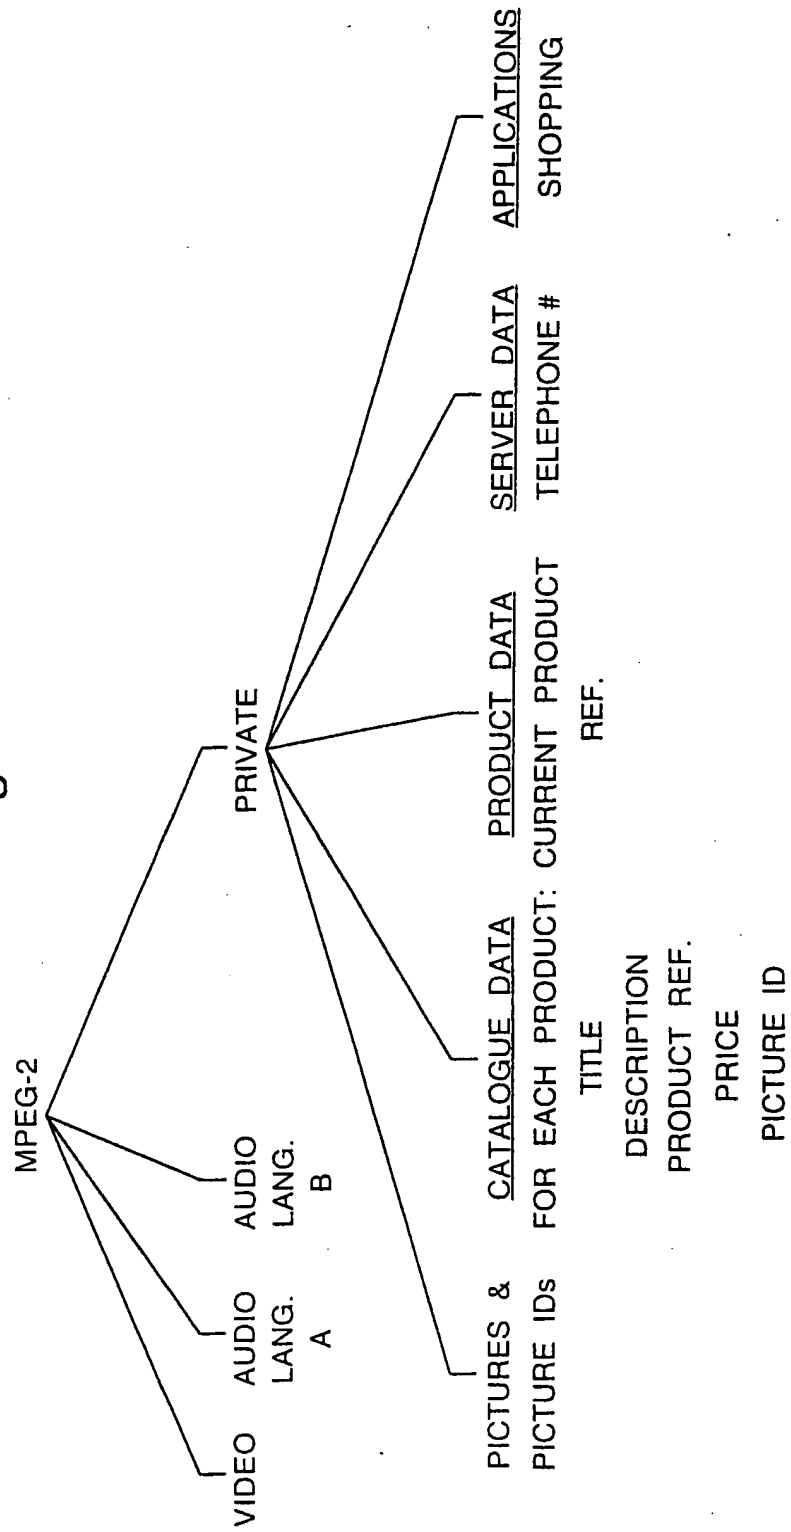 MPEG-2
VIDEO
AUDIO
LANG.
A
AUDIO
LANG.
B
PRIVATE
PICTURES &
PICTURE IDs
CATALOGUE DATA
FOR EACH PRODUCT:
TITLE
DESCRIPTION
PRODUCT REF.
PRICE
PICTURE ID
PRODUCT DATA
CURRENT PRODUCT
REF.
SERVER DATA
TELEPHONE #
APPLICATIONS
SHOPPING